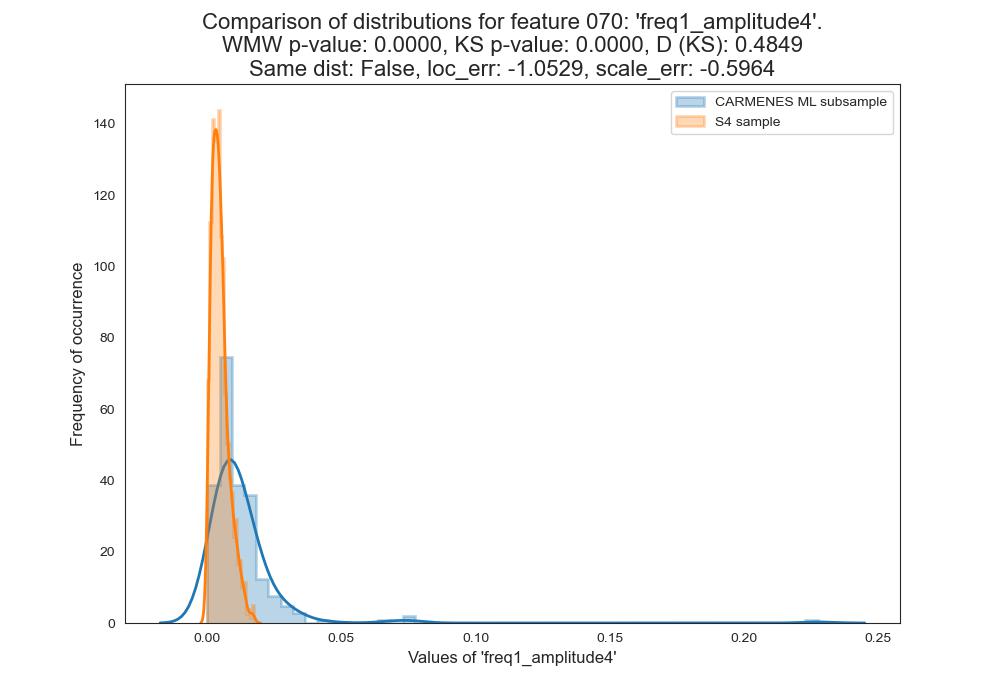 Comparison of distributions for feature 070: 'freq1_amplitude4'.
WMW p-value: 0.0000, KS p-value: 0.0000, D (KS): 0.4849
Same dist: False, loc_err: -1.0529, scale_err: -0.5964
CARMENES ML subsample
S4 sample
Frequency of occurrence
140
120
100
80
60
40
20
0
0.00 0.05 0.10 0.15 0.20 0.25
Values of 'freq1_amplitude4'